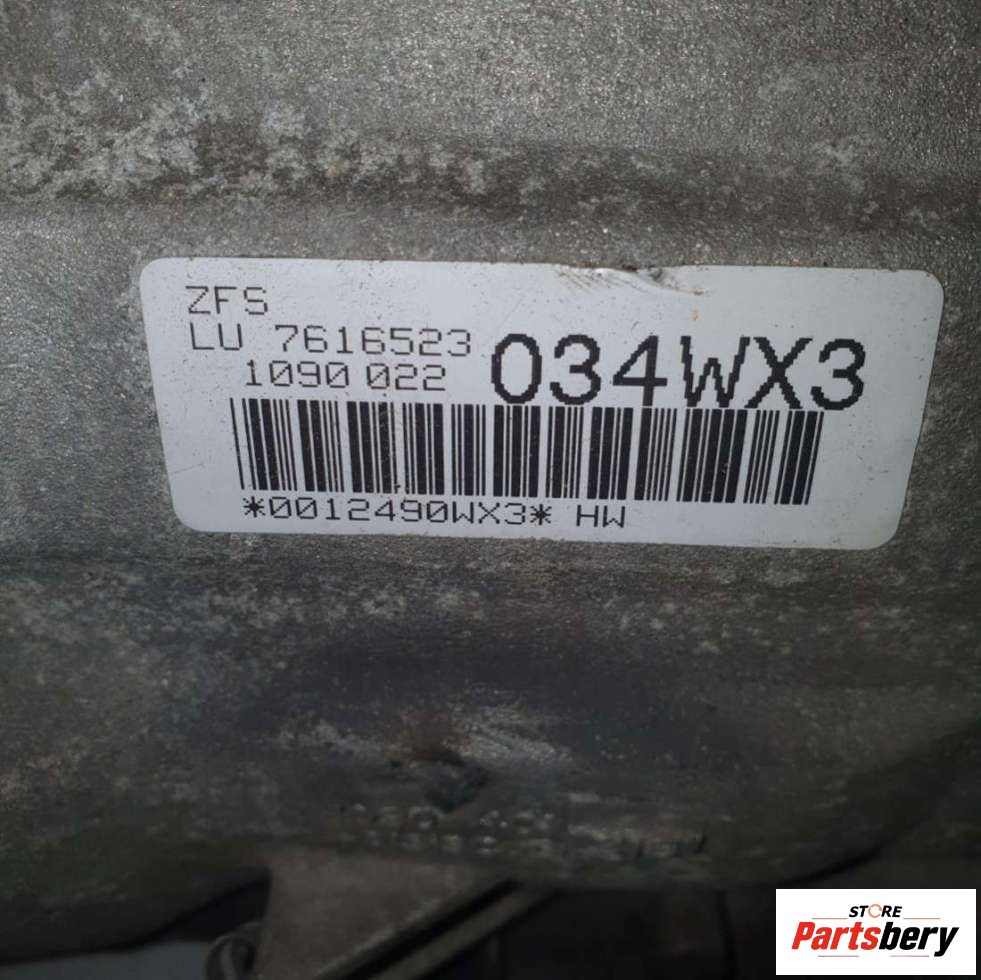 ZFS
LU 7616523
1090 022
034WX3
*0012490WX3* HW
STORE
Partsbery